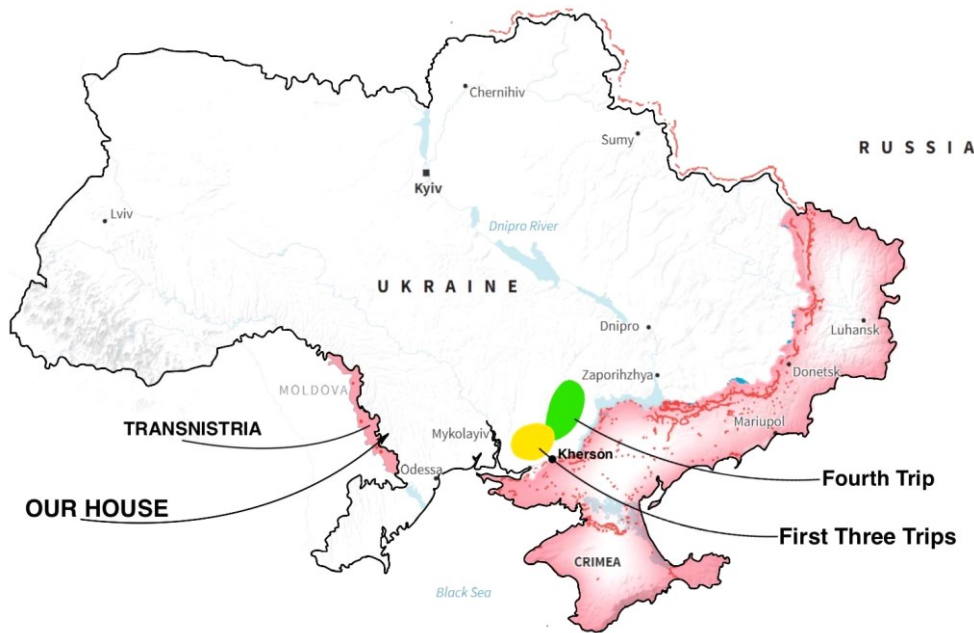 Chernihiv
Sumy
RUSSIA
Kyiv
Lviv
Dnipro River
UKRAINE
Dnipro
Luhansk
Zaporihzhya
Donetsk
MOLDOVA
Mariupol
TRANSNISTRIA
Mykolayiv
Kherson
Odessa
Fourth Trip
OUR HOUSE
First Three Trips
CRIMEA
Black Sea